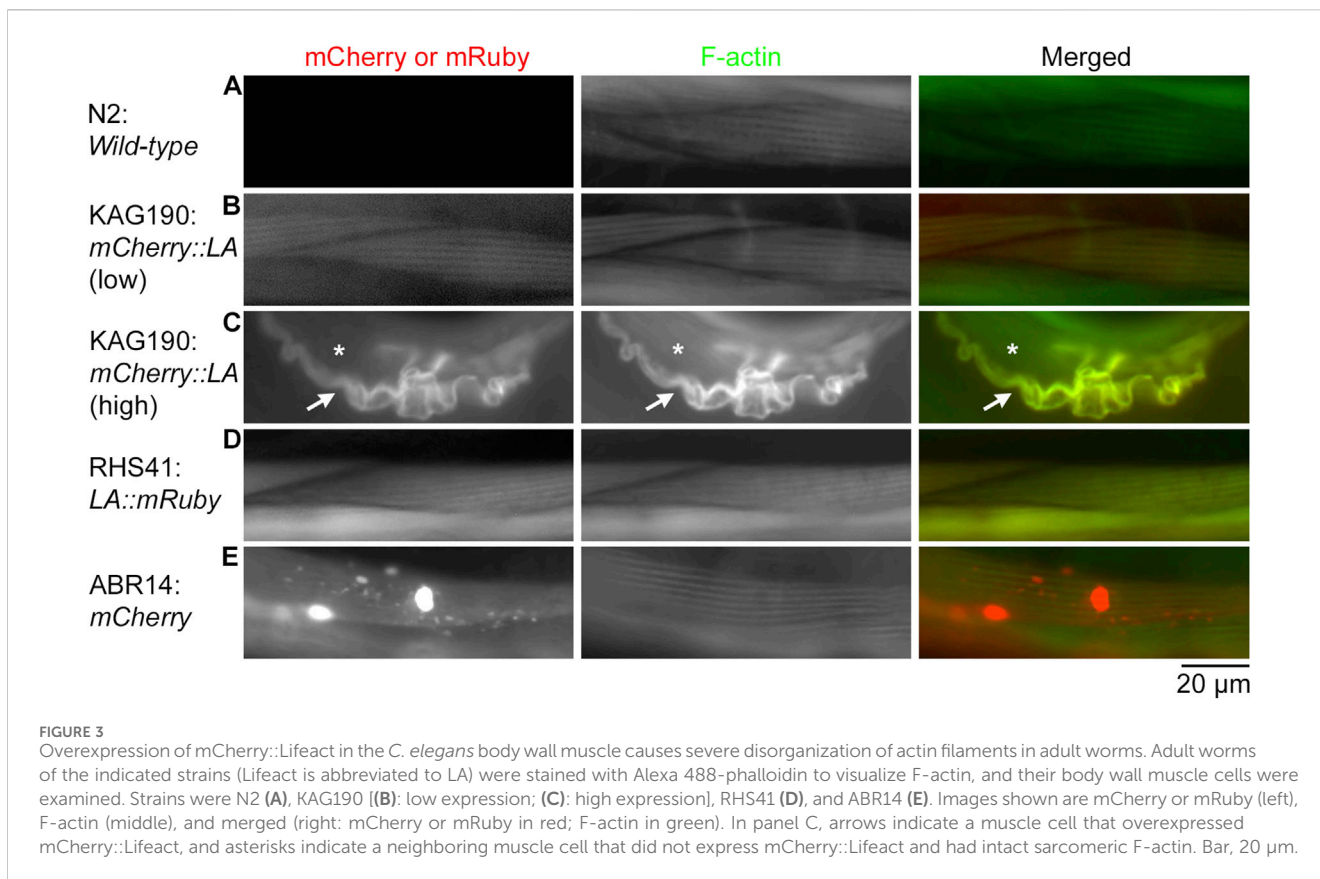 mCherry or mRuby F-actin Merged
A
N2:
Wild-type
B
KAG190:
mCherry::LA
(low)
C
KAG190:
mCherry::LA
(high)
* * *
D
RHS41:
LA::mRuby
E
ABR14:
mCherry
20 µm
FIGURE 3
Overexpression of mCherry::Lifeact in the C. elegans body wall muscle causes severe disorganization of actin filaments in adult worms. Adult worms
of the indicated strains (Lifeact is abbreviated to LA) were stained with Alexa 488-phalloidin to visualize F-actin, and their body wall muscle cells were
examined. Strains were N2 (A), KAG190 [(B): low expression; (C): high expression], RHS41 (D), and ABR14 (E). Images shown are mCherry or mRuby (left),
F-actin (middle), and merged (right: mCherry or mRuby in red; F-actin in green). In panel C, arrows indicate a muscle cell that overexpressed
mCherry::Lifeact, and asterisks indicate a neighboring muscle cell that did not express mCherry::Lifeact and had intact sarcomeric F-actin. Bar, 20 µm.